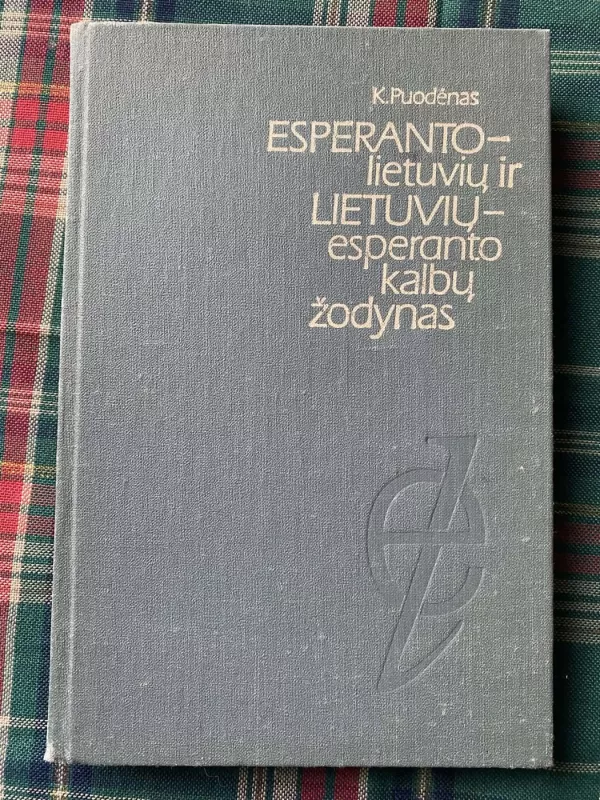 K.Puodėnas
ESPERANTO–
lietuvių ir
LIETUVIŲ–
esperanto
kalbų
žodynas